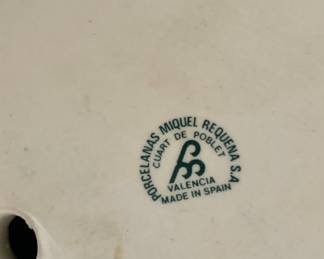 PORCELANAS MIQUEL REQUENA S.A
CUART DE POBLET
VALENCIA
MADE IN SPAIN